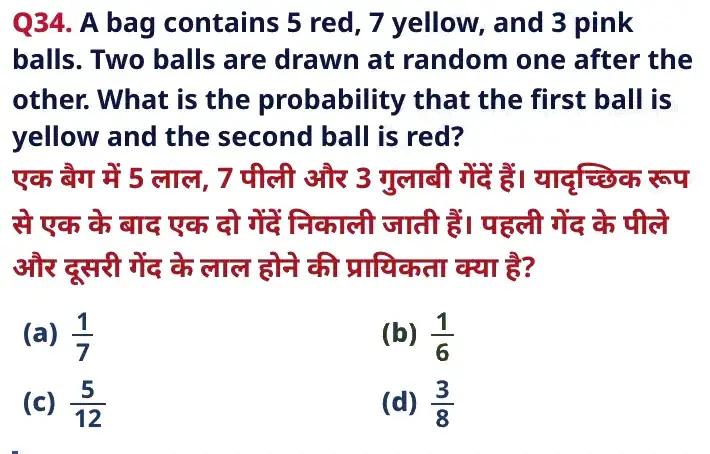 Q34. A bag contains 5 red, 7 yellow, and 3 pink
balls. Two balls are drawn at random one after the
other. What is the probability that the first ball is
yellow and the second ball is red?
एक बैग में 5 लाल, 7 पीली और 3 गुलाबी गेंदें हैं। यादृच्छिक रूप
से एक के बाद एक दो गेंदें निकाली जाती हैं। पहली गेंद के पीले
और दूसरी गेंद के लाल होने की प्रायिकता क्या है?
(a) 1/7 (b) 1/6
(c) 5/12 (d) 3/8